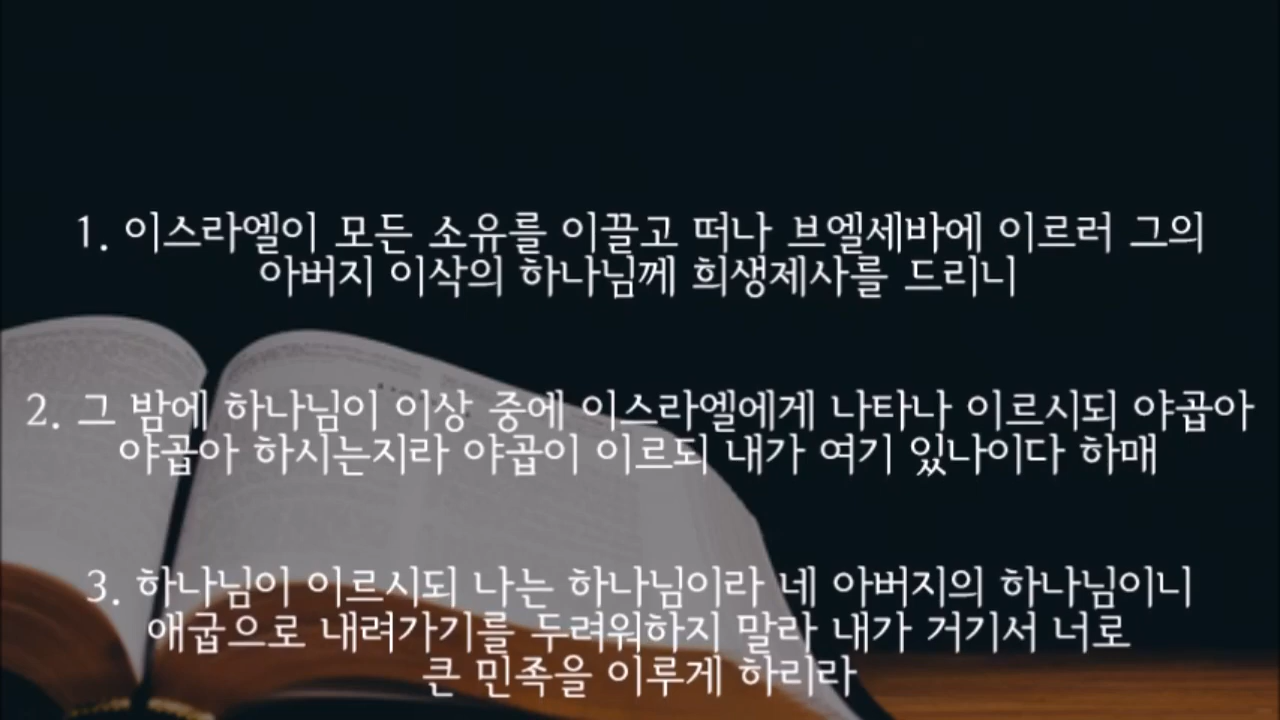 1. 이스라엘이 모든 소유를 이끌고 떠나 브엘세바에 이르러 그의
아버지 이삭의 하나님께 희생제사를 드리니
2. 그 밤에 하나님이 이상 중에 이스라엘에게 나타나 이르시되 야곱아
야곱아 하시는지라 야곱이 이르되 내가 여기 있나이다 하매
3. 하나님이 이르시되 나는 하나님이라 네 아버지의 하나님이니
애굽으로 내려가기를 두려워하지 말라 내가 거기서 너로
큰 민족을 이루게 하리라